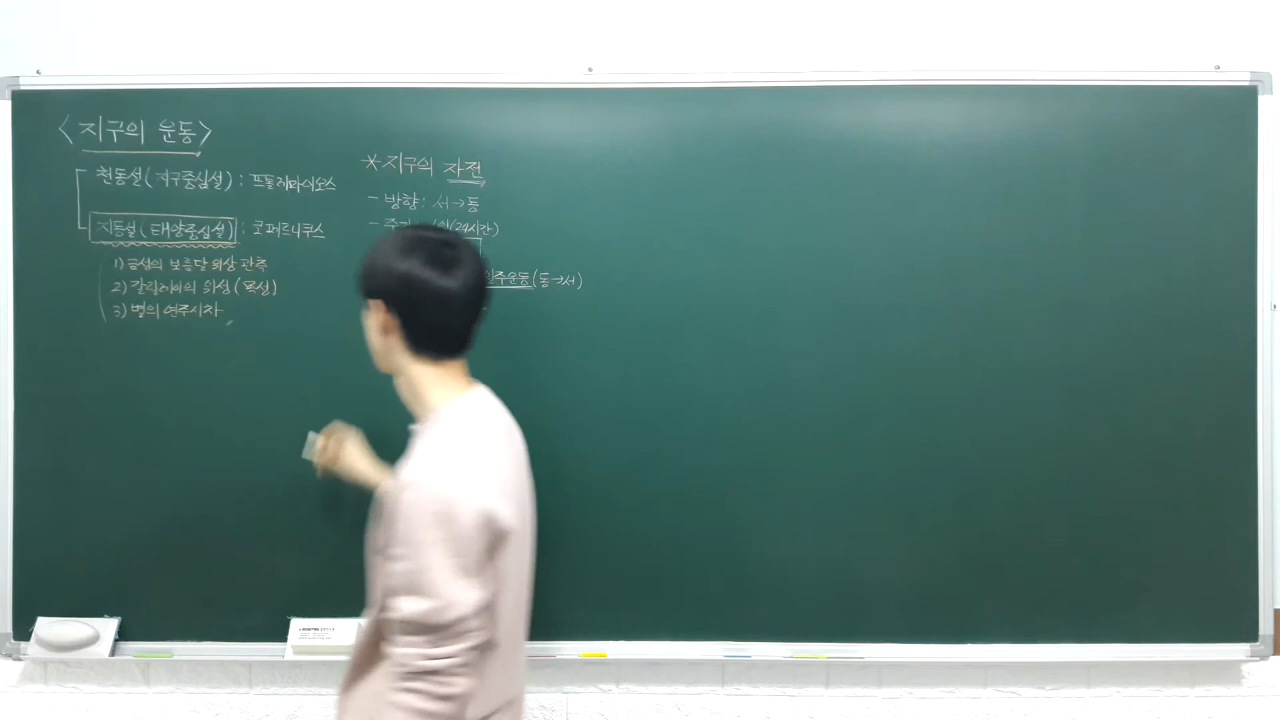 <지구의 운동>
천동설(지구중심설) : 프톨레마이오스
지동설(태양중심설) : 코페르니쿠스
1) 금성의 보름달 위상 관측
2) 갈릴레이의 위성(목성)
3) 별의 연주시차
*지구의 자전
- 방향: 서→동
(24시간)
일주운동(동→서)